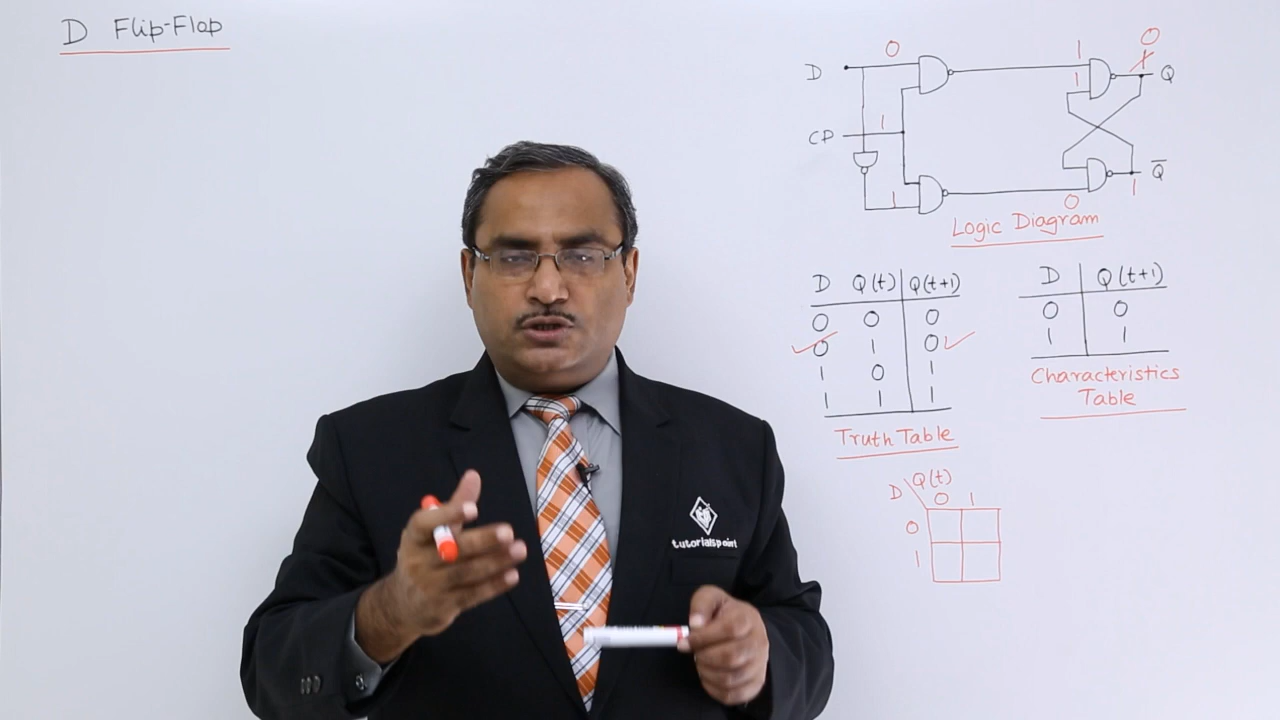 D Flip-Flop
0
D
0
1
1
Q
CP
1
1
0
1
Q̅
Logic Diagram
D Q(t) Q(t+1)
0 0 0
0 1 0
1 0 1
1 1 1
Truth Table
D Q(t+1)
0 0
1 1
Characteristics
Table
D Q(t)
0 1
0
1
tutorialspoint